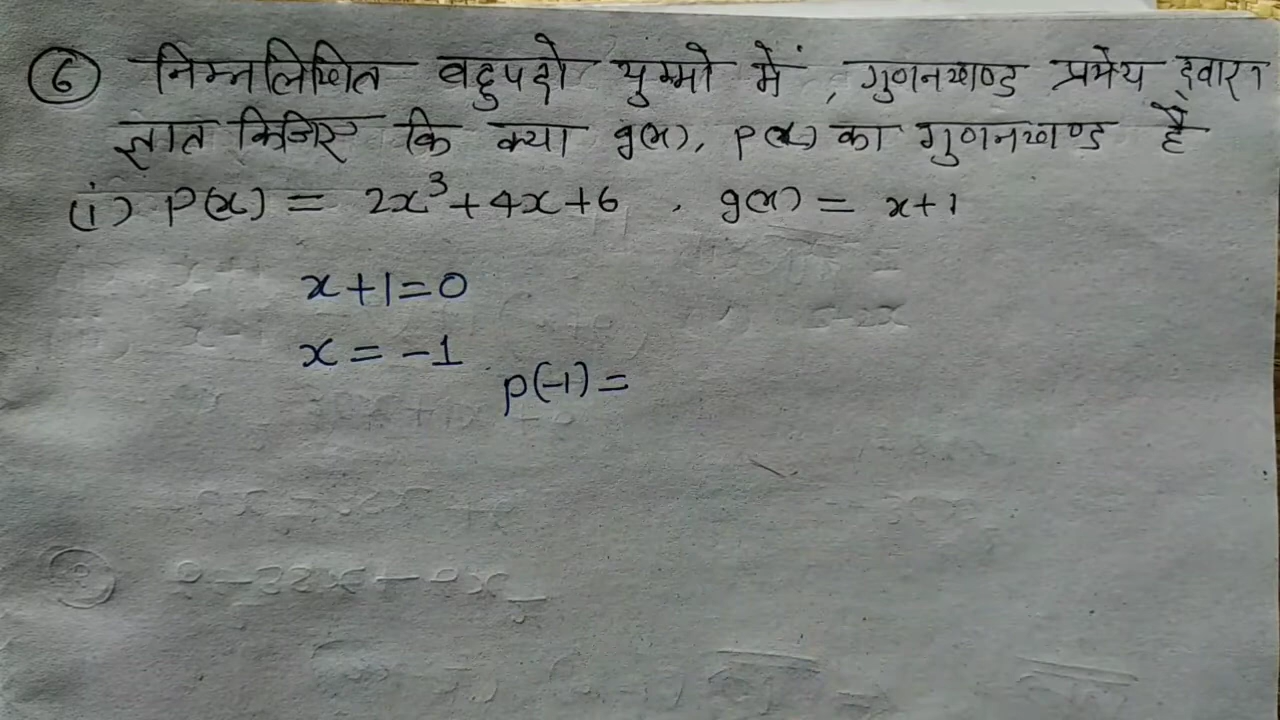 6 निम्नलिखित बहुपदो युग्मो में, गुणनखण्ड प्रमेय द्वारा
ज्ञात किजिए कि क्या g(x), p(x) का गुणनखण्ड है
(i) p(x) = 2x³+4x+6 , g(x) = x+1
x+1=0
x = -1
p(-1) =